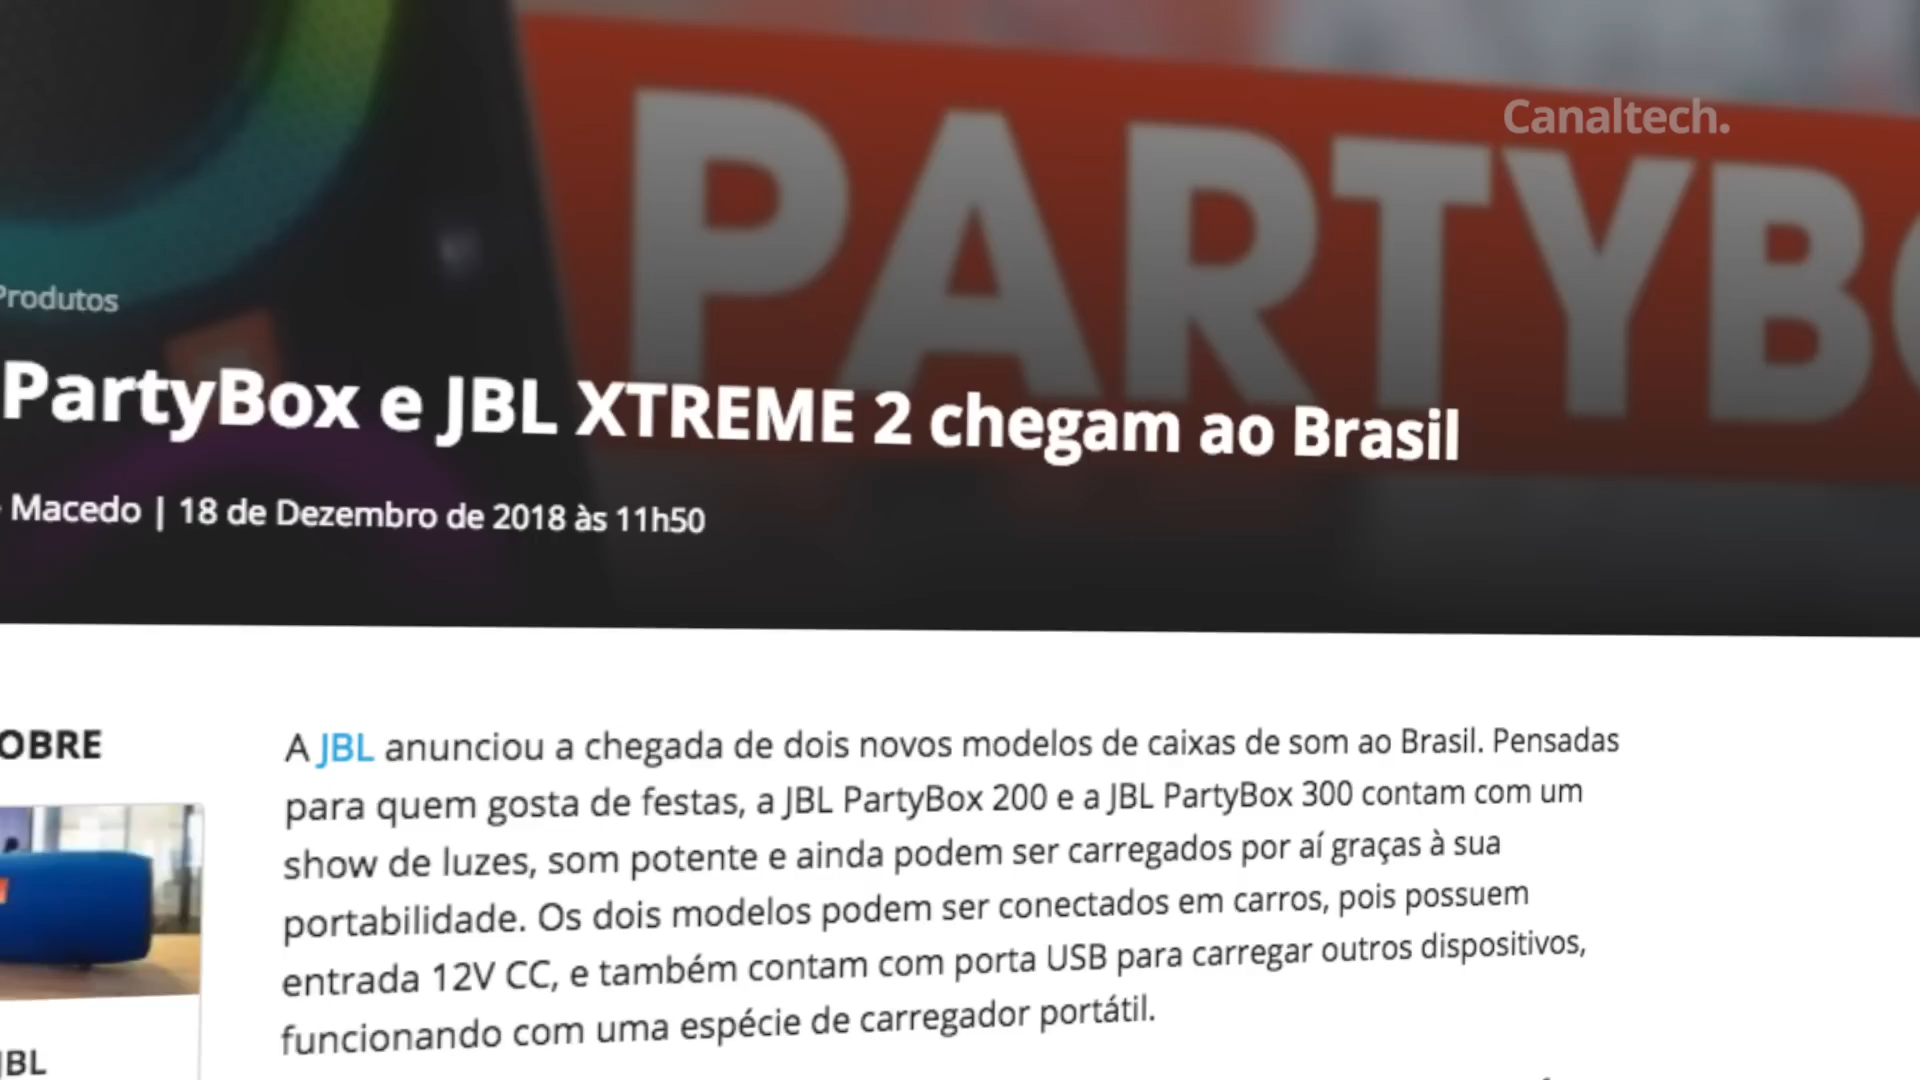 Canaltech.
PARTYB
Produtos
PartyBox e JBL XTREME 2 chegam ao Brasil
Macedo | 18 de Dezembro de 2018 às 11h50
OBRE
A JBL anunciou a chegada de dois novos modelos de caixas de som ao Brasil. Pensadas
para quem gosta de festas, a JBL PartyBox 200 e a JBL PartyBox 300 contam com um
show de luzes, som potente e ainda podem ser carregados por aí graças à sua
portabilidade. Os dois modelos podem ser conectados em carros, pois possuem
entrada 12V CC, e também contam com porta USB para carregar outros dispositivos,
funcionando com uma espécie de carregador portátil.
JBL